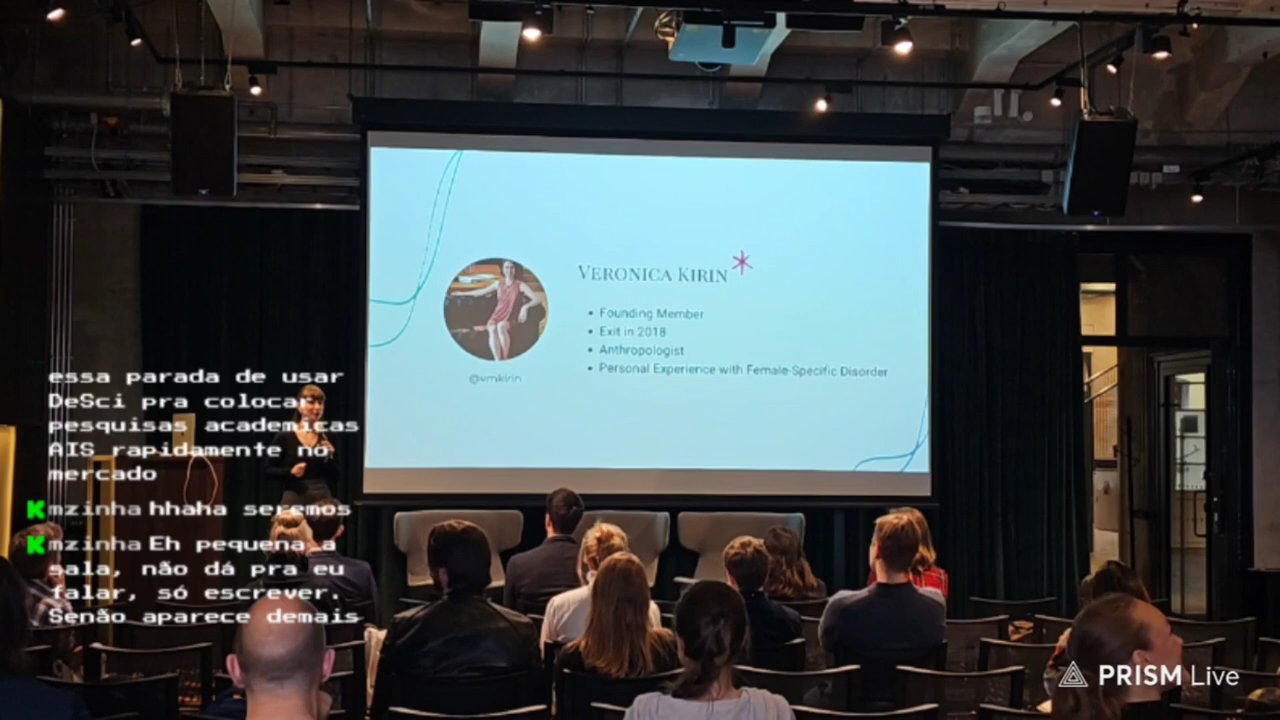 VERONICA KIRIN
• Founding Member
• Exit in 2018
• Anthropologist
• Personal Experience with Female-Specific Disorder
@vmkirin
essa parada de usar
DeSci pra colocar
pesquisas academicas
AIS rapidamente no
mercado
mzinha hhaha seremos
mzinha Eh pequena a
sala, não dá pra eu
falar, só escrever.
Senão aparece demais
PRISM Live